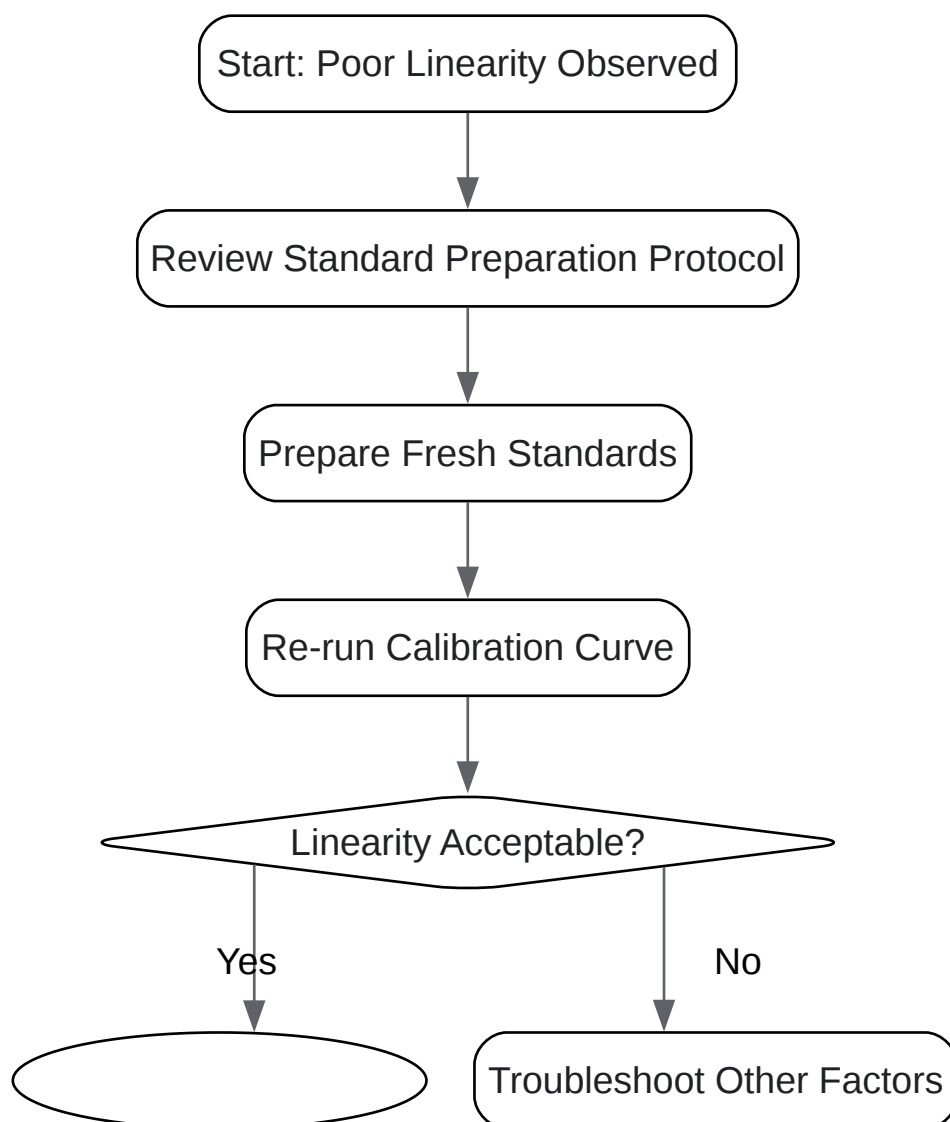 Start: Poor Linearity Observed
Review Standard Preparation Protocol
Prepare Fresh Standards
Re-run Calibration Curve
Linearity Acceptable?
Yes
No
Troubleshoot Other Factors